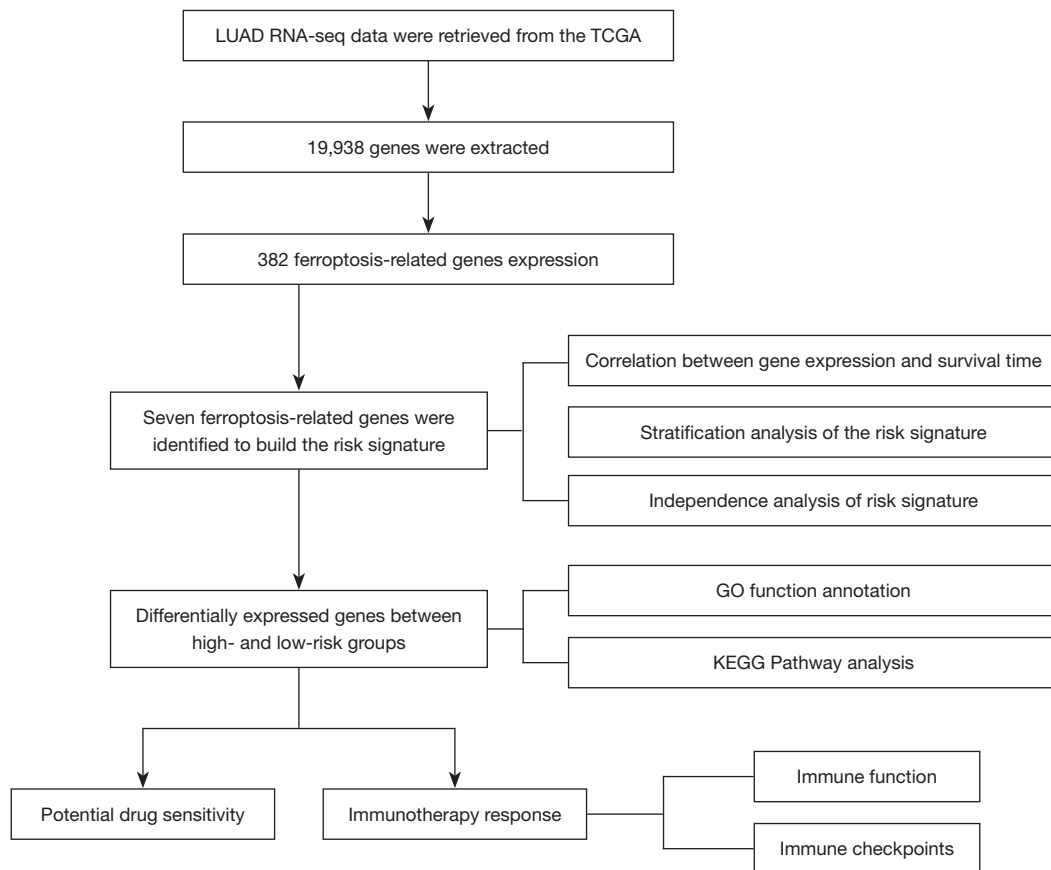 LUAD RNA-seq data were retrieved from the TCGA
19,938 genes were extracted
382 ferroptosis-related genes expression
Seven ferroptosis-related genes were
identified to build the risk signature
Correlation between gene expression and survival time
Stratification analysis of the risk signature
Independence analysis of risk signature
Differentially expressed genes between
high- and low-risk groups
GO function annotation
KEGG Pathway analysis
Potential drug sensitivity
Immunotherapy response
Immune function
Immune checkpoints